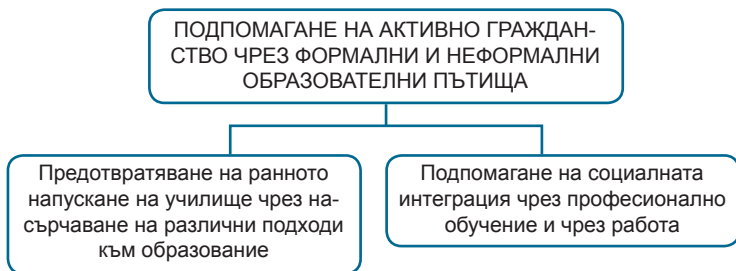 ПОДПОМАГАНЕ НА АКТИВНО ГРАЖДАН-
СТВО ЧРЕЗ ФОРМАЛНИ И НЕФОРМАЛНИ
ОБРАЗОВАТЕЛНИ ПЪТИЩА
Предотвратяване на ранното
напускане на училище чрез на-
сърчаване на различни подходи
към образование
Подпомагане на социалната
интеграция чрез професионално
обучение и чрез работа